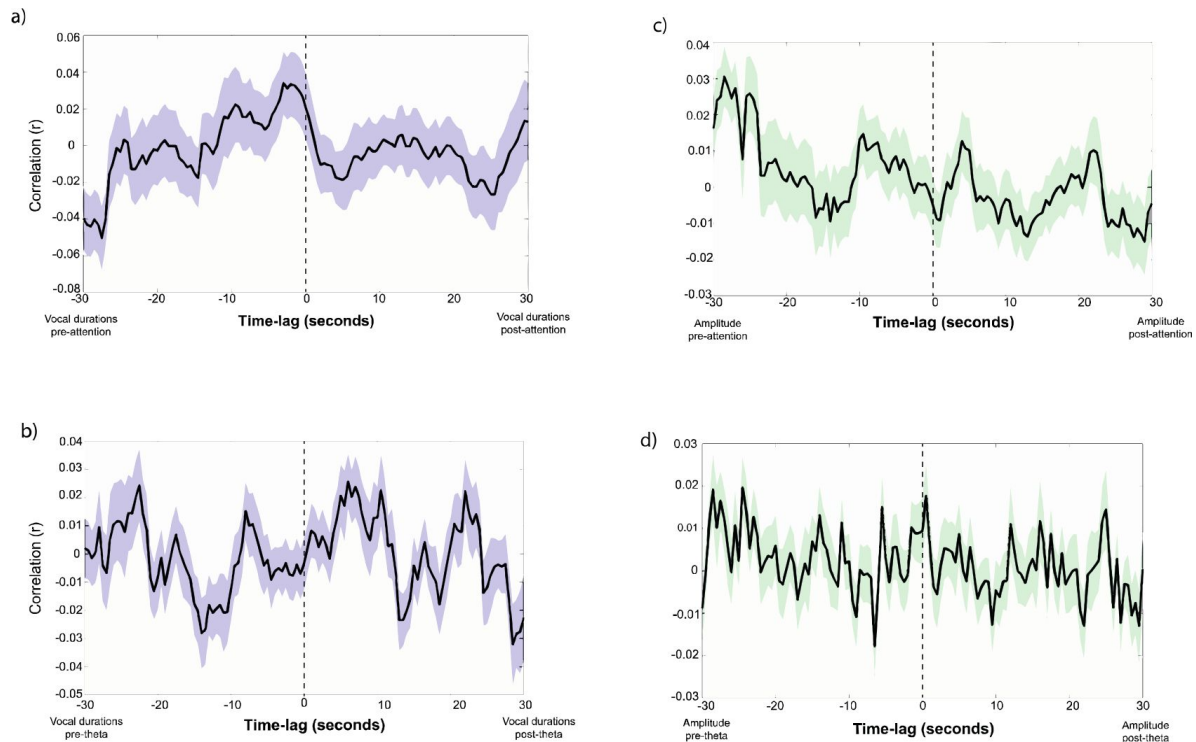 a)
0.06
0.04
0.02
0
-0.02
-0.04
-0.06
-0.08
Correlation (r)
-30 -20 -10 0 10 20 30
Vocal durations
pre-attention
Time-lag (seconds)
Vocal durations
post-attention
c)
0.04
0.03
0.02
0.01
0
-0.01
-0.02
-0.03
-30 -20 -10 0 10 20 30
Amplitude
pre-attention
Time-lag (seconds)
Amplitude
post-attention
b)
0.04
0.03
0.02
0.01
0
-0.01
-0.02
-0.03
-0.04
-0.05
Correlation (r)
-30 -20 -10 0 10 20 30
Vocal durations
pre-theta
Time-lag (seconds)
Vocal durations
post-theta
d)
0.03
0.02
0.01
0
-0.01
-0.02
-0.03
-30 -20 -10 0 10 20 30
Amplitude
pre-theta
Time-lag (seconds)
Amplitude
post-theta